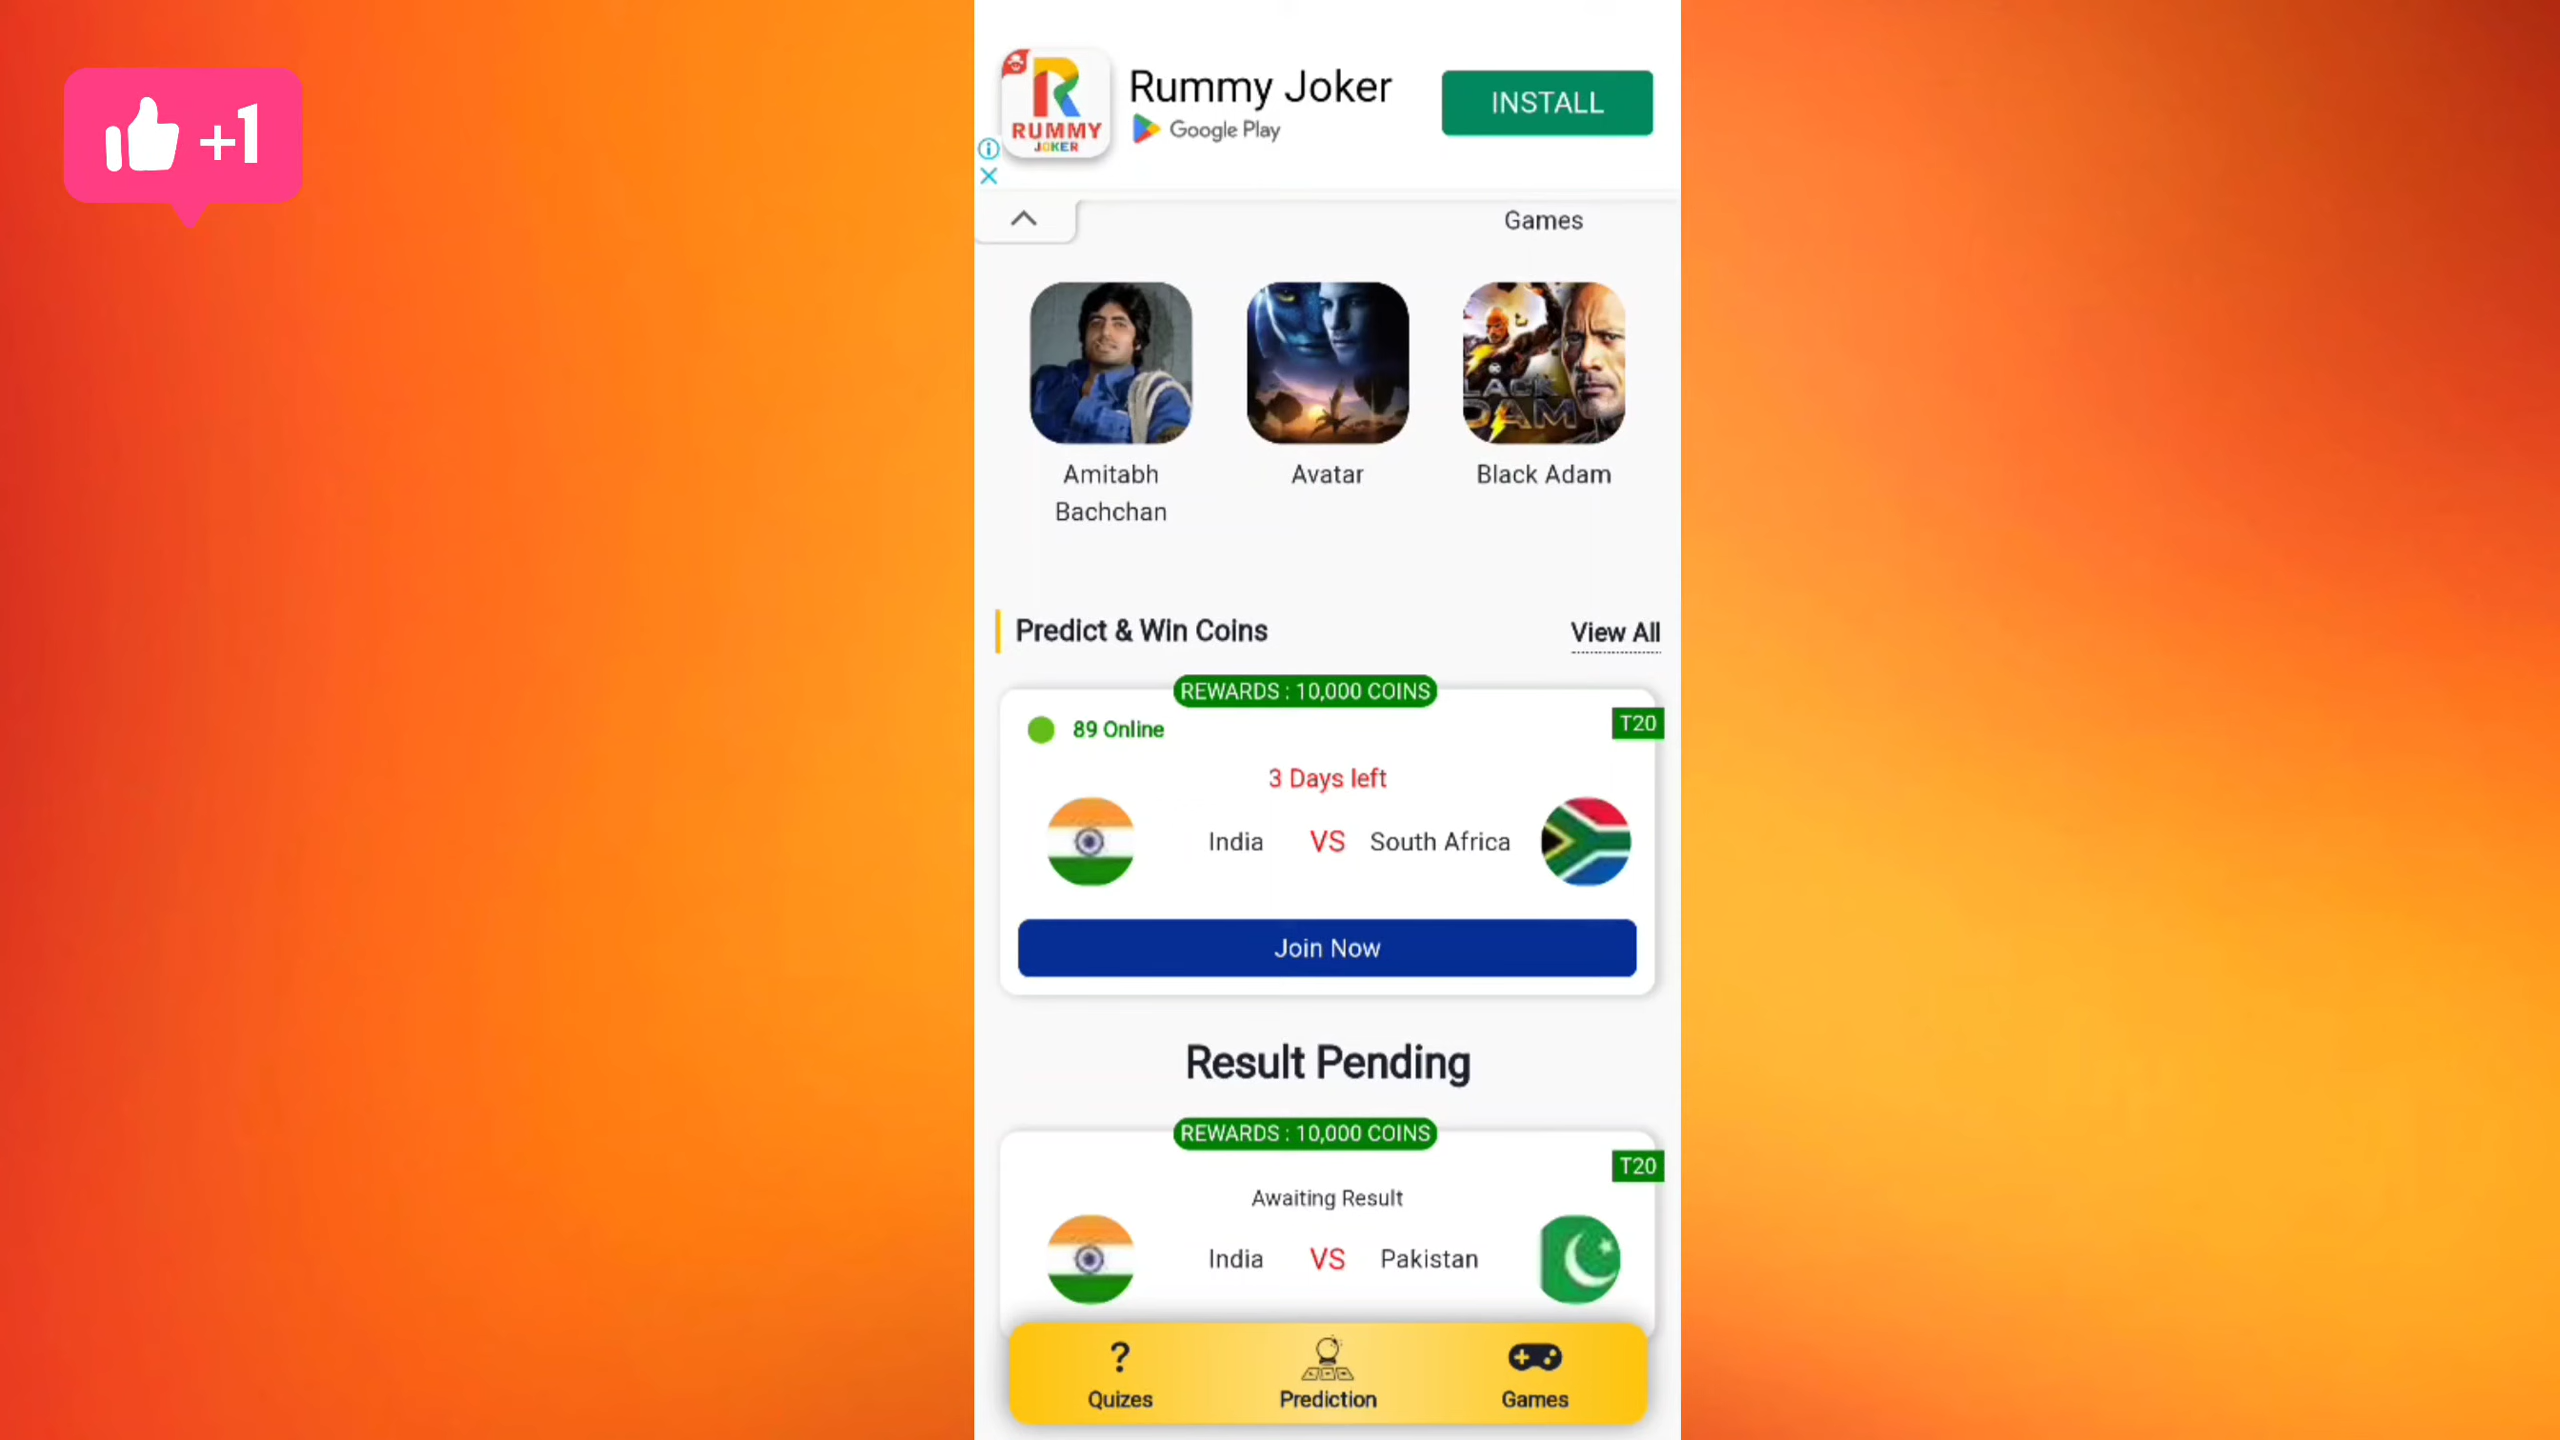 +1
R
RUMMY
JOKER
Rummy Joker
Google Play
INSTALL
Games
BLACK
ADAM
Amitabh
Bachchan
Avatar
Black Adam
Predict & Win Coins
View All
REWARDS : 10,000 COINS
89 Online
T20
3 Days left
India VS South Africa
Join Now
Result Pending
REWARDS : 10,000 COINS
T20
Awaiting Result
India VS Pakistan
?
Quizes
Prediction
Games